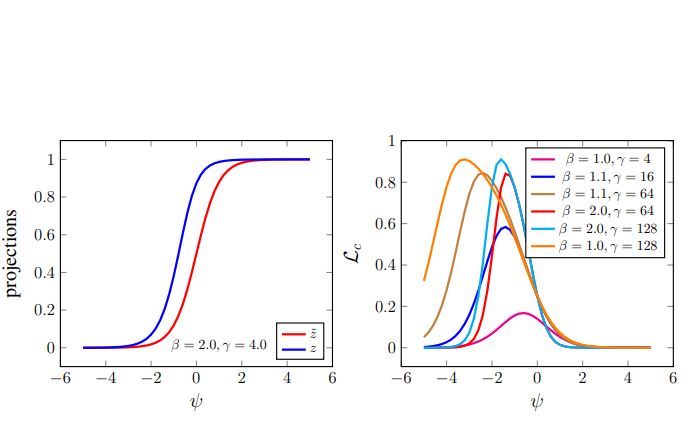 projections
1
0.8
0.6
0.4
0.2
0
−6
−4
−2
0
2
4
6
ψ
β = 2.0, γ = 4.0
z̃
z
ℒc
1
0.8
0.6
0.4
0.2
0
−6
−4
−2
0
2
4
6
ψ
β = 1.0, γ = 4
β = 1.1, γ = 16
β = 1.1, γ = 64
β = 2.0, γ = 64
β = 2.0, γ = 128
β = 1.0, γ = 128